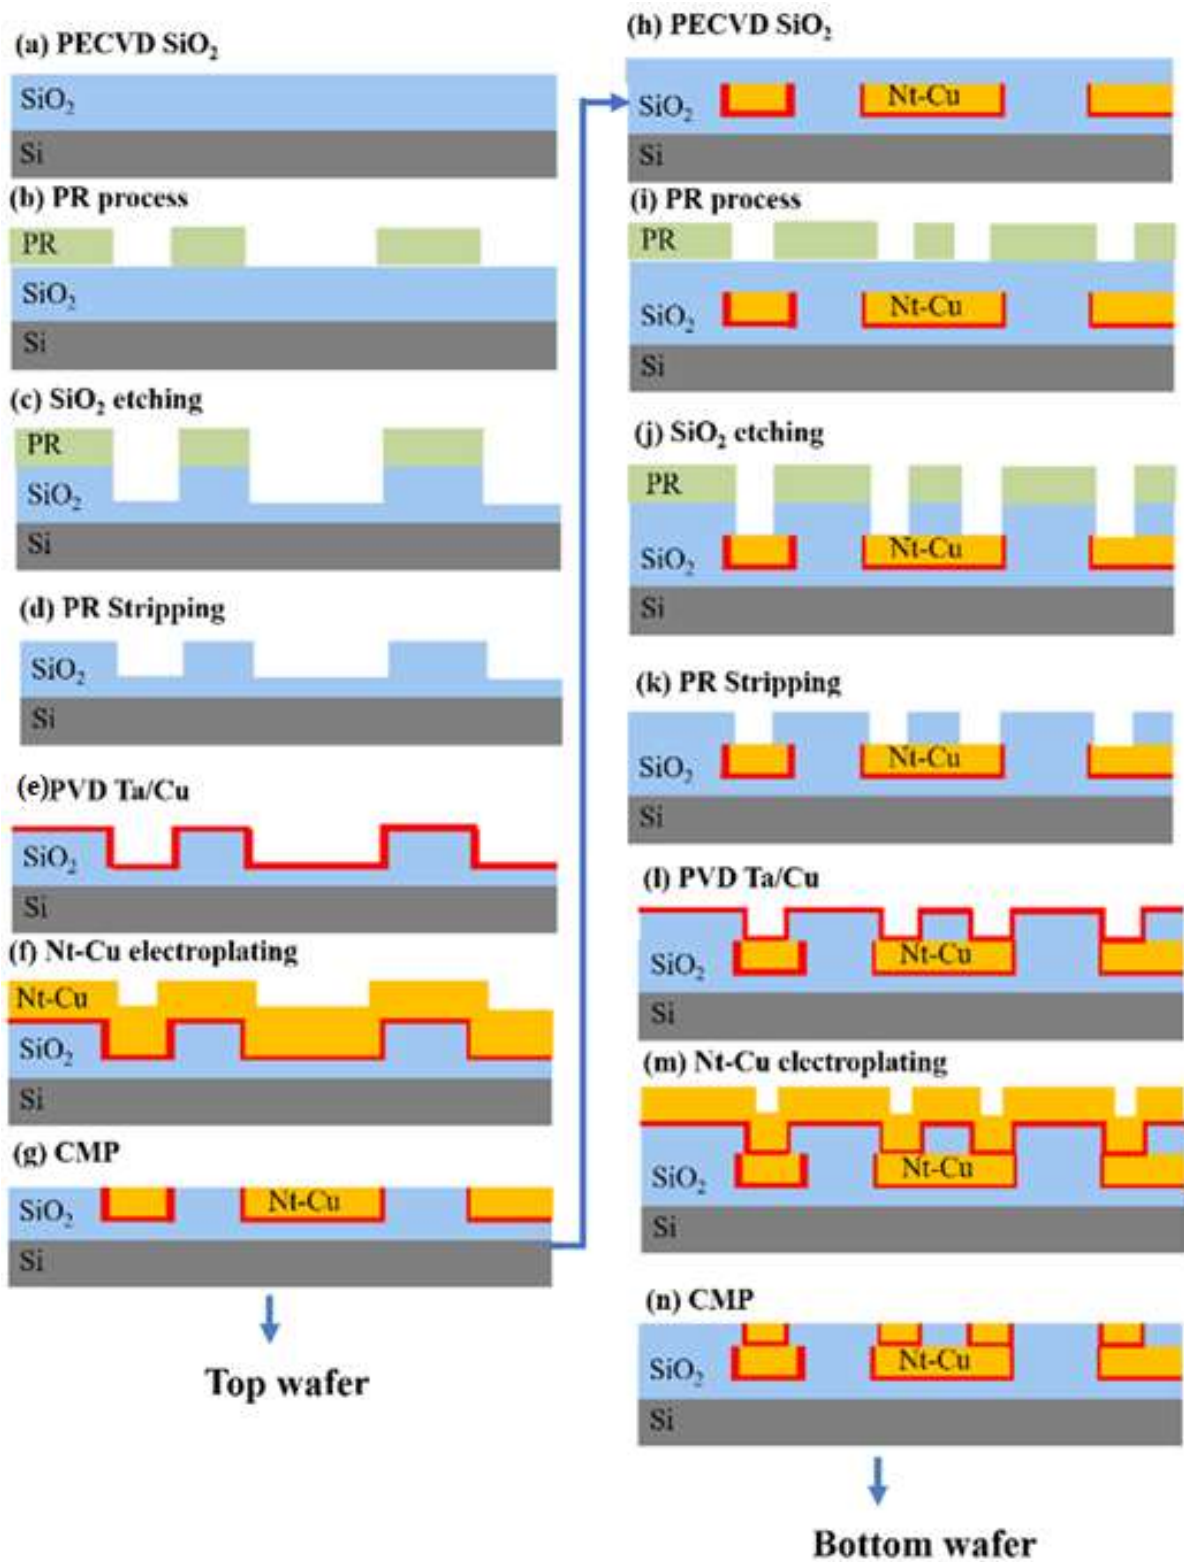 (a) PECVD SiO₂
SiO₂
Si
(b) PR process
PR
SiO₂
Si
(c) SiO₂ etching
PR
SiO₂
Si
(d) PR Stripping
SiO₂
Si
(e)PVD Ta/Cu
SiO₂
Si
(f) Nt-Cu electroplating
Nt-Cu
SiO₂
Si
(g) CMP
SiO₂ Nt-Cu
Si
Top wafer
(h) PECVD SiO₂
SiO₂ Nt-Cu
Si
(i) PR process
PR
SiO₂ Nt-Cu
Si
(j) SiO₂ etching
PR
SiO₂ Nt-Cu
Si
(k) PR Stripping
SiO₂ Nt-Cu
Si
(l) PVD Ta/Cu
SiO₂ Nt-Cu
Si
(m) Nt-Cu electroplating
SiO₂ Nt-Cu
Si
(n) CMP
SiO₂ Nt-Cu
Si
Bottom wafer